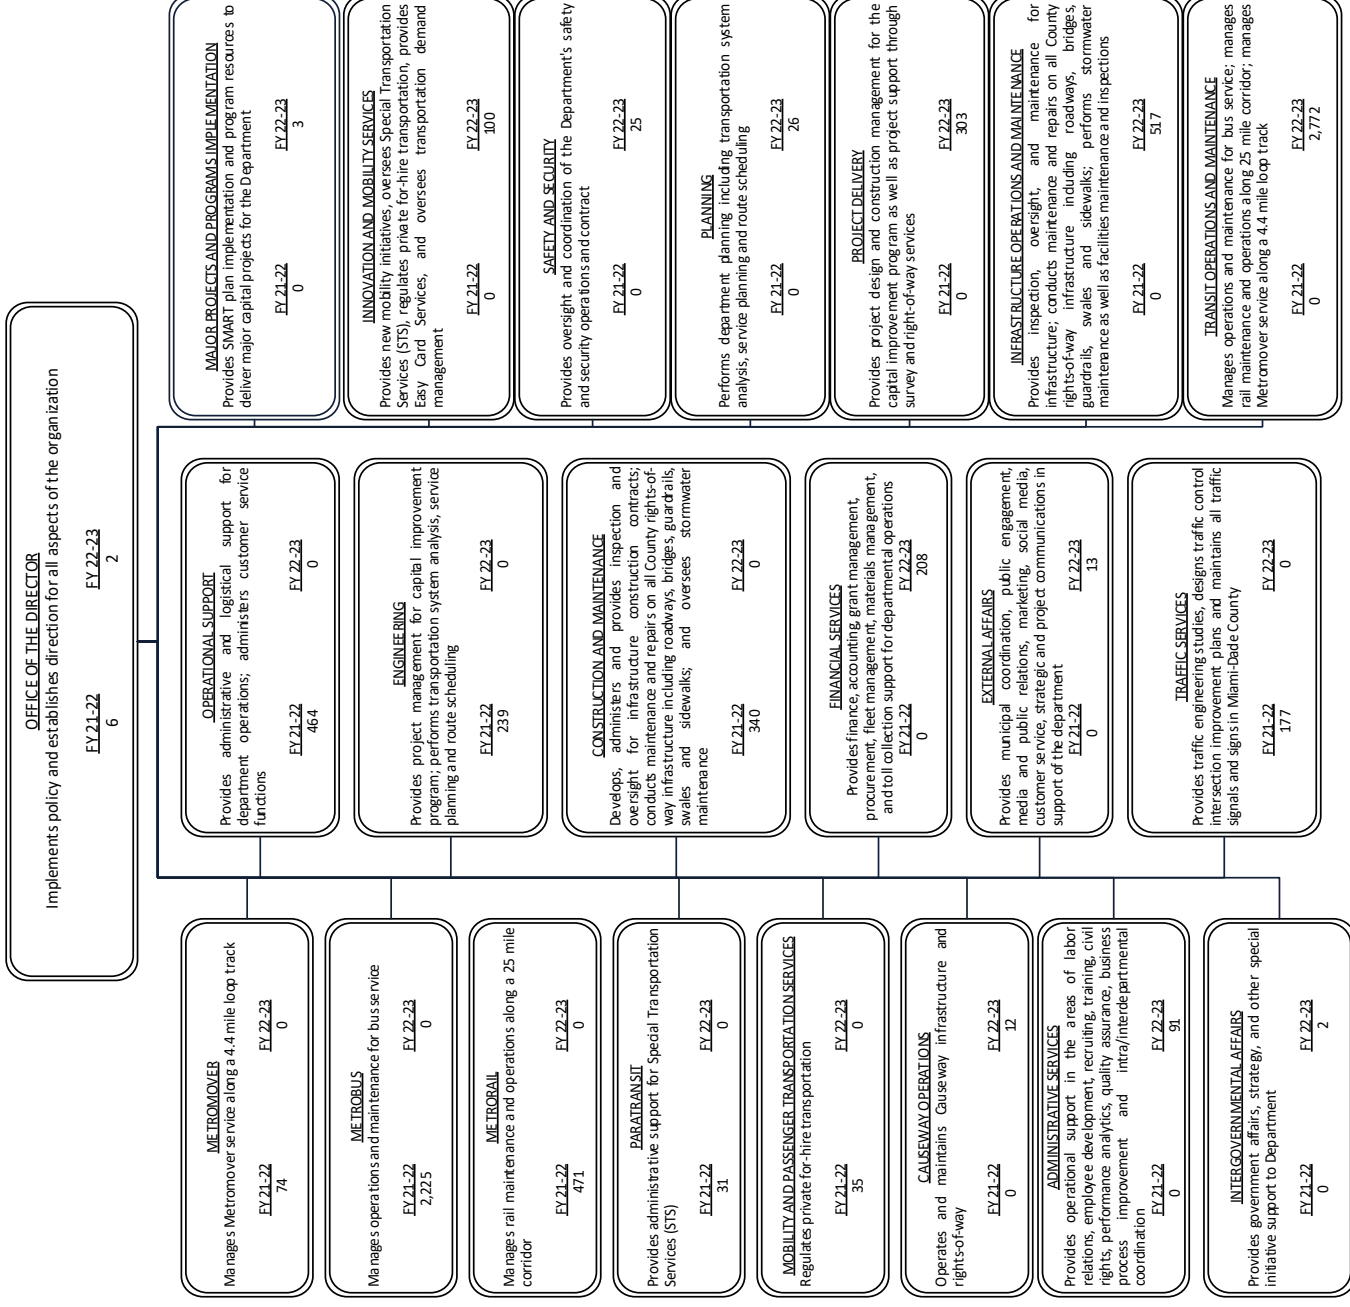 OFFICE OF THE DIRECTOR
Implements policy and establishes direction for all aspects of the organization
FY 21-22 FY 22-23
6 2
METROMOVER
Manages Metromover service along a 4.4 mile loop track
FY 21-22 FY 22-23
74 0
METROBUS
Manages operations and maintenance for bus service
FY 21-22 FY 22-23
2,225 0
METRORAIL
Manages rail maintenance and operations along a 25 mile
corridor
FY 21-22 FY 22-23
471 0
PARATRANSIT
Provides administrative support for Special Transportation
Services (STS)
FY 21-22 FY 22-23
31 0
MOBILITY AND PASSENGER TRANSPORTATION SERVICES
Regulates private for-hire transportation
FY 21-22 FY 22-23
35 0
CAUSEWAY OPERATIONS
Operates and maintains Causeway infrastructure and
rights-of-way
FY 21-22 FY 22-23
0 12
ADMINISTRATIVE SERVICES
Provides operational support in the areas of labor
relations, employee development, recruiting, training, civil
rights, performance analytics, quality assurance, business
process improvement and intra/interdepartmental
coordination
FY 21-22 FY 22-23
0 91
INTERGOVERNMENTAL AFFAIRS
Provides government affairs, strategy, and other special
initiative support to Department
FY 21-22 FY 22-23
0 2
OPERATIONAL SUPPORT
Provides administrative and logistical support for
department operations; administers customer service
functions
FY 21-22 FY 22-23
464 0
ENGINEERING
Provides project management for capital improvement
program; performs transportation system analysis, service
planning and route scheduling
FY 21-22 FY 22-23
239 0
CONSTRUCTION AND MAINTENANCE
Develops, administers and provides inspection and
oversight for infrastructure construction contracts;
conducts maintenance and repairs on all County rights-of-
way infrastructure including roadways, bridges, guardrails,
swales and sidewalks; and oversees stormwater
maintenance
FY 21-22 FY 22-23
340 0
FINANCIAL SERVICES
Provides finance, accounting, grant management,
procurement, fleet management, materials management,
and toll collection support for departmental operations
FY 21-22 FY 22-23
0 208
EXTERNAL AFFAIRS
Provides municipal coordination, public engagement,
media and public relations, marketing, social media,
customer service, strategic and project communications in
support of the department
FY 21-22 FY 22-23
0 13
TRAFFIC SERVICES
Provides traffic engineering studies, designs traffic control
intersection improvement plans and maintains all traffic
signals and signs in Miami-Dade County
FY 21-22 FY 22-23
177 0
MAJOR PROJECTS AND PROGRAMS IMPLEMENTATION
Provides SMART plan implementation and program resources to
deliver major capital projects for the Department
FY 21-22 FY 22-23
0 3
INNOVATION AND MOBILITY SERVICES
Provides new mobility initiatives, oversees Special Transportation
Services (STS), regulates private for-hire transportation, provides
Easy Card Services, and oversees transportation demand
management
FY 21-22 FY 22-23
0 100
SAFETY AND SECURITY
Provides oversight and coordination of the Department's safety
and security operations and contract
FY 21-22 FY 22-23
0 25
PLANNING
Performs department planning including transportation system
analysis, service planning and route scheduling
FY 21-22 FY 22-23
0 26
PROJECT DELIVERY
Provides project design and construction management for the
capital improvement program as well as project support through
survey and right-of-way services
FY 21-22 FY 22-23
0 303
INFRASTRUCTURE OPERATIONS AND MAINTENANCE
Provides inspection, oversight, and maintenance for
infrastructure; conducts maintenance and repairs on all County
rights-of-way infrastructure including roadways, bridges,
guardrails, swales and sidewalks; performs stormwater
maintenance as well as facilities maintenance and inspections
FY 21-22 FY 22-23
0 517
TRANSIT OPERATIONS AND MAINTENANCE
Manages operations and maintenance for bus service; manages
rail maintenance and operations along 25 mile corridor; manages
Metromover service along a 4.4 mile loop track
FY 21-22 FY 22-23
0 2,772